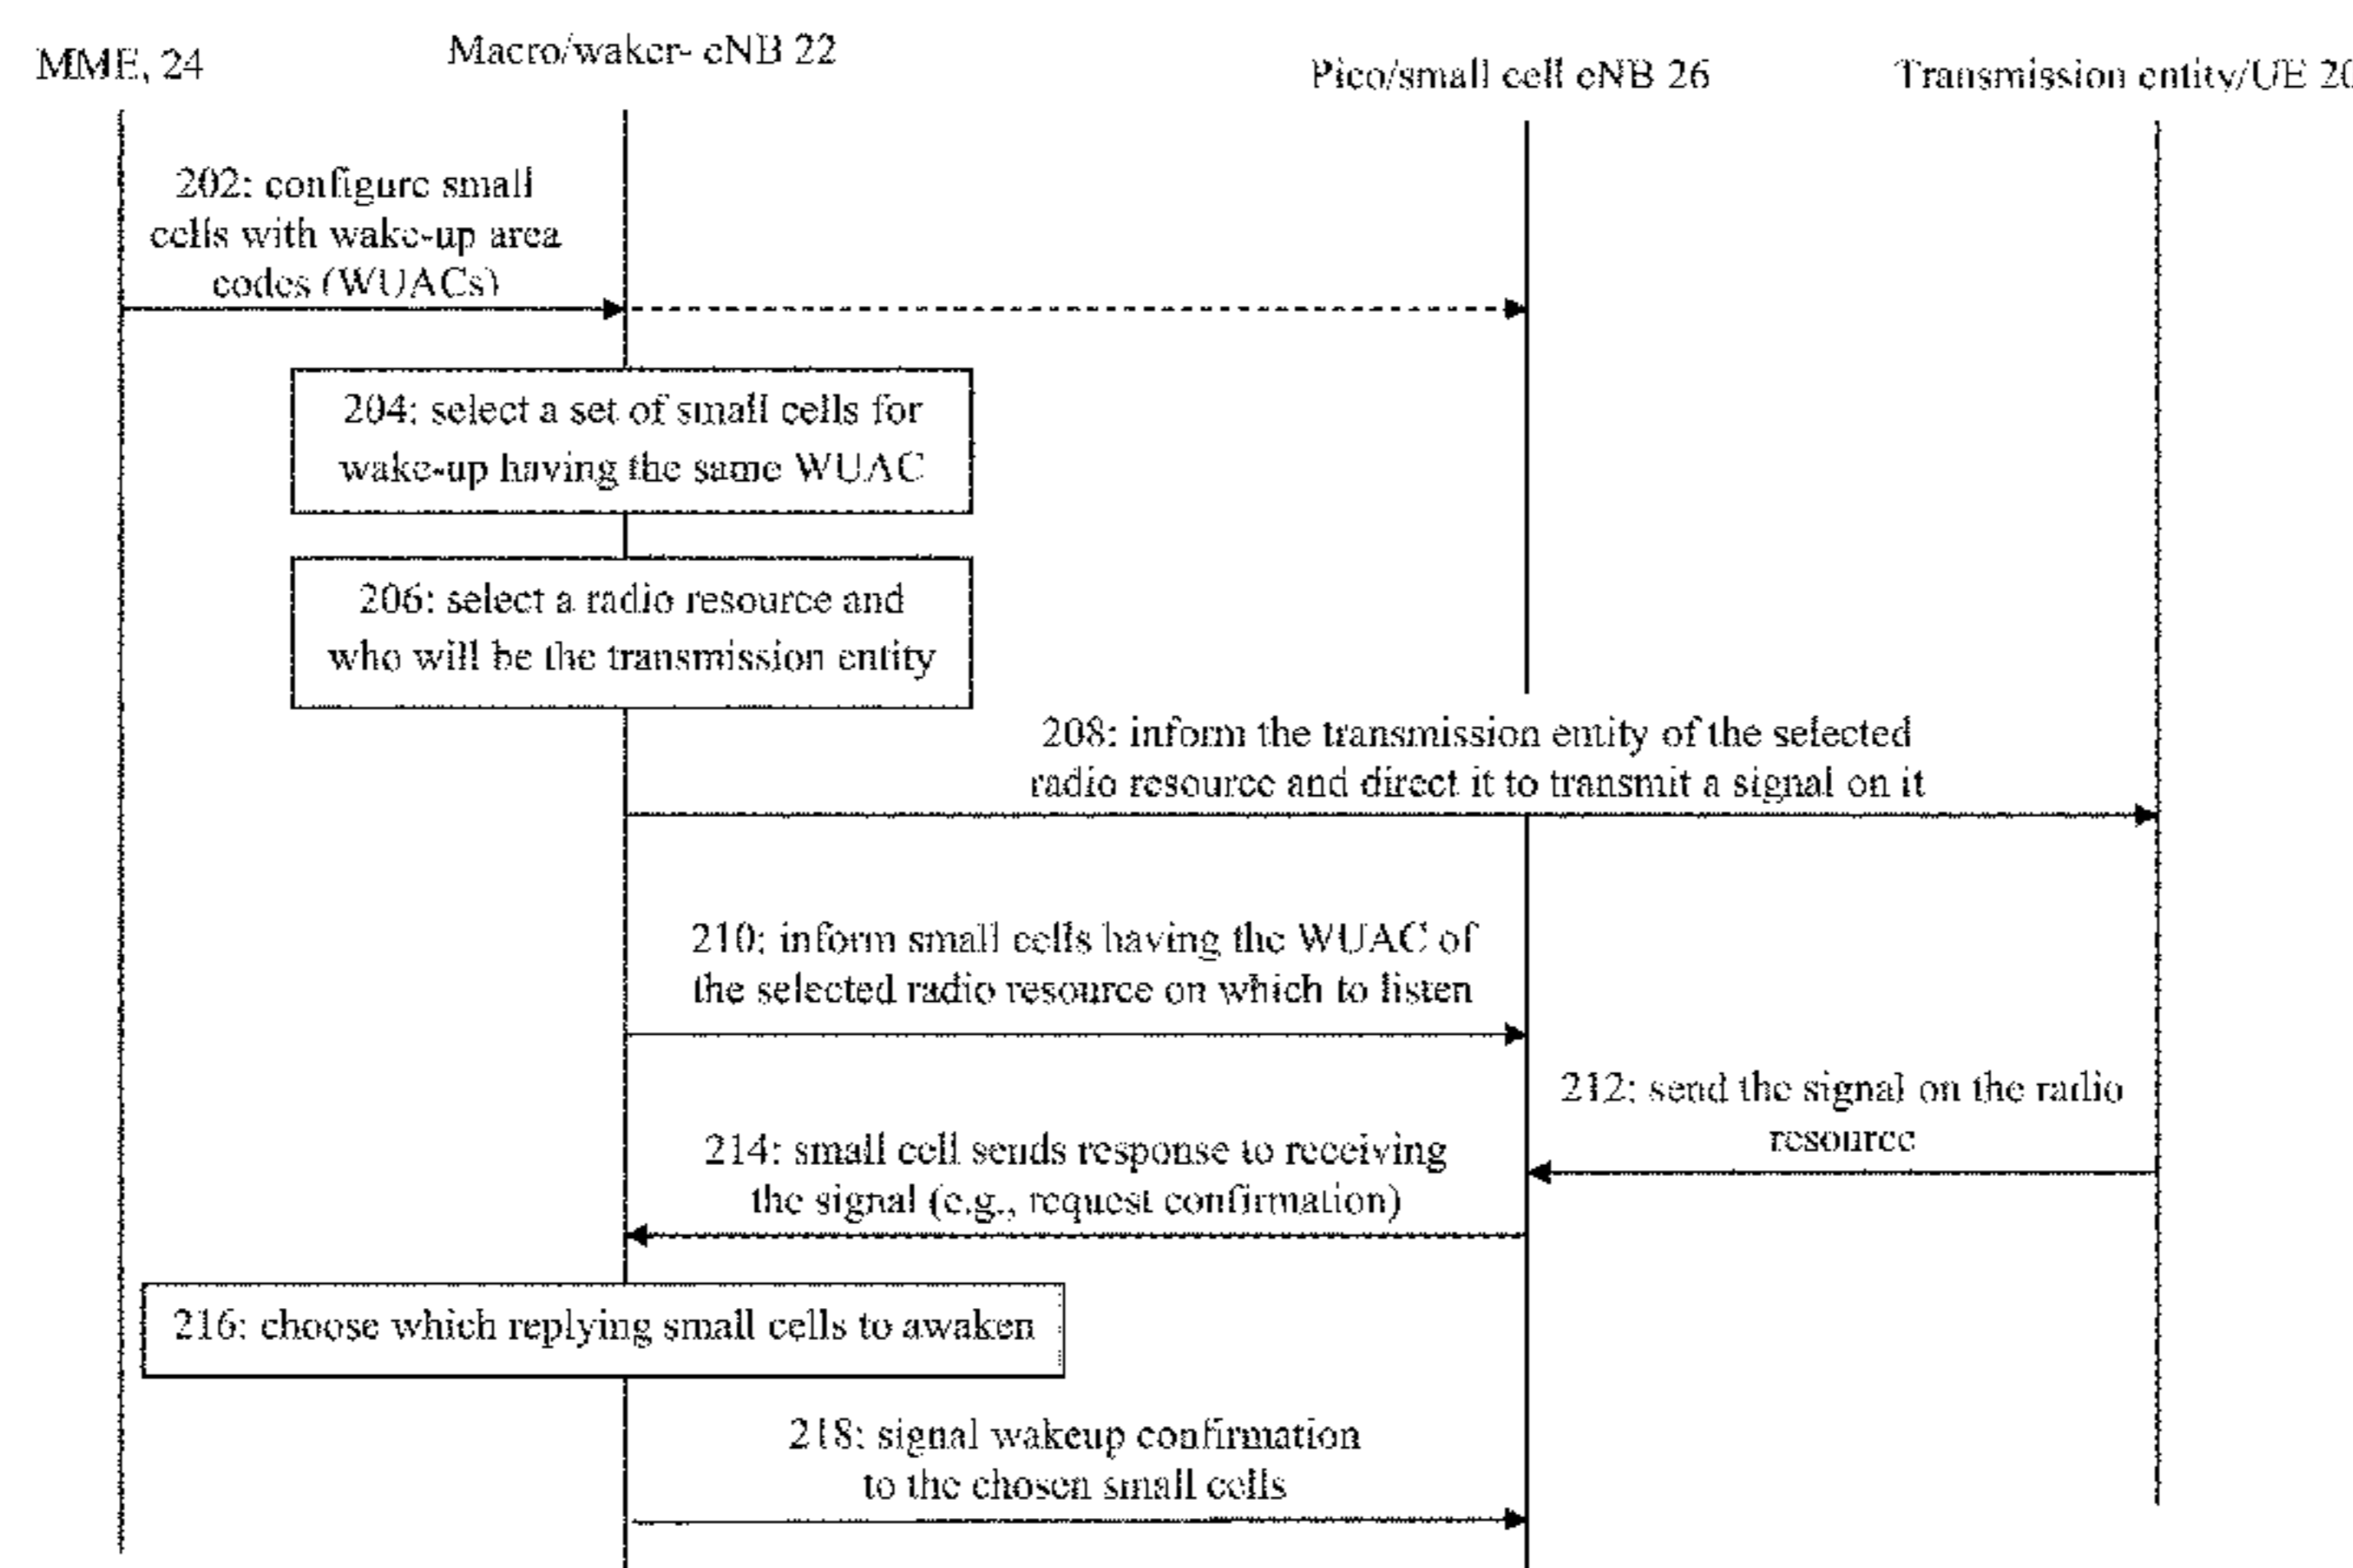 MME, 24
Macro/waker- eNB 22
Pico/small cell eNB 26
Transmission entity/UE 20
202: configure small
cells with wake-up area
codes (WUACs)
204: select a set of small cells for
wake-up having the same WUAC
206: select a radio resource and
who will be the transmission entity
208: inform the transmission entity of the selected
radio resource and direct it to transmit a signal on it
210: inform small cells having the WUAC of
the selected radio resource on which to listen
212: send the signal on the radio
resource
214: small cell sends response to receiving
the signal (e.g., request confirmation)
216: choose which replying small cells to awaken
218: signal wakeup confirmation
to the chosen small cells